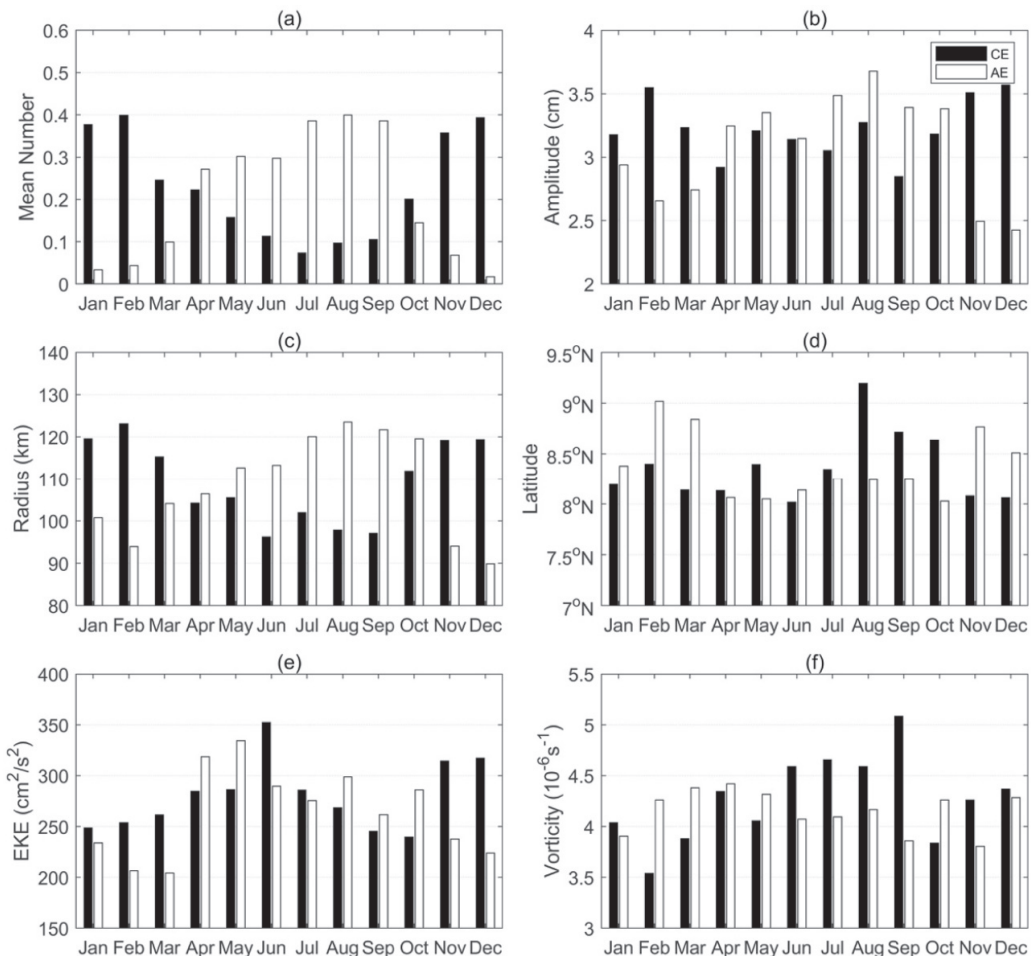 (a)
Mean Number
0.6
0.5
0.4
0.3
0.2
0.1
0
Jan Feb Mar Apr May Jun Jul Aug Sep Oct Nov Dec
(b)
Amplitude (cm)
4
3.5
3
2.5
2
CE
AE
Jan Feb Mar Apr May Jun Jul Aug Sep Oct Nov Dec
(c)
Radius (km)
140
130
120
110
100
90
80
Jan Feb Mar Apr May Jun Jul Aug Sep Oct Nov Dec
(d)
Latitude
9.5°N
9°N
8.5°N
8°N
7.5°N
7°N
Jan Feb Mar Apr May Jun Jul Aug Sep Oct Nov Dec
(e)
EKE (cm²/s²)
400
350
300
250
200
150
Jan Feb Mar Apr May Jun Jul Aug Sep Oct Nov Dec
(f)
Vorticity (10⁻⁶s⁻¹)
5.5
5
4.5
4
3.5
3
Jan Feb Mar Apr May Jun Jul Aug Sep Oct Nov Dec